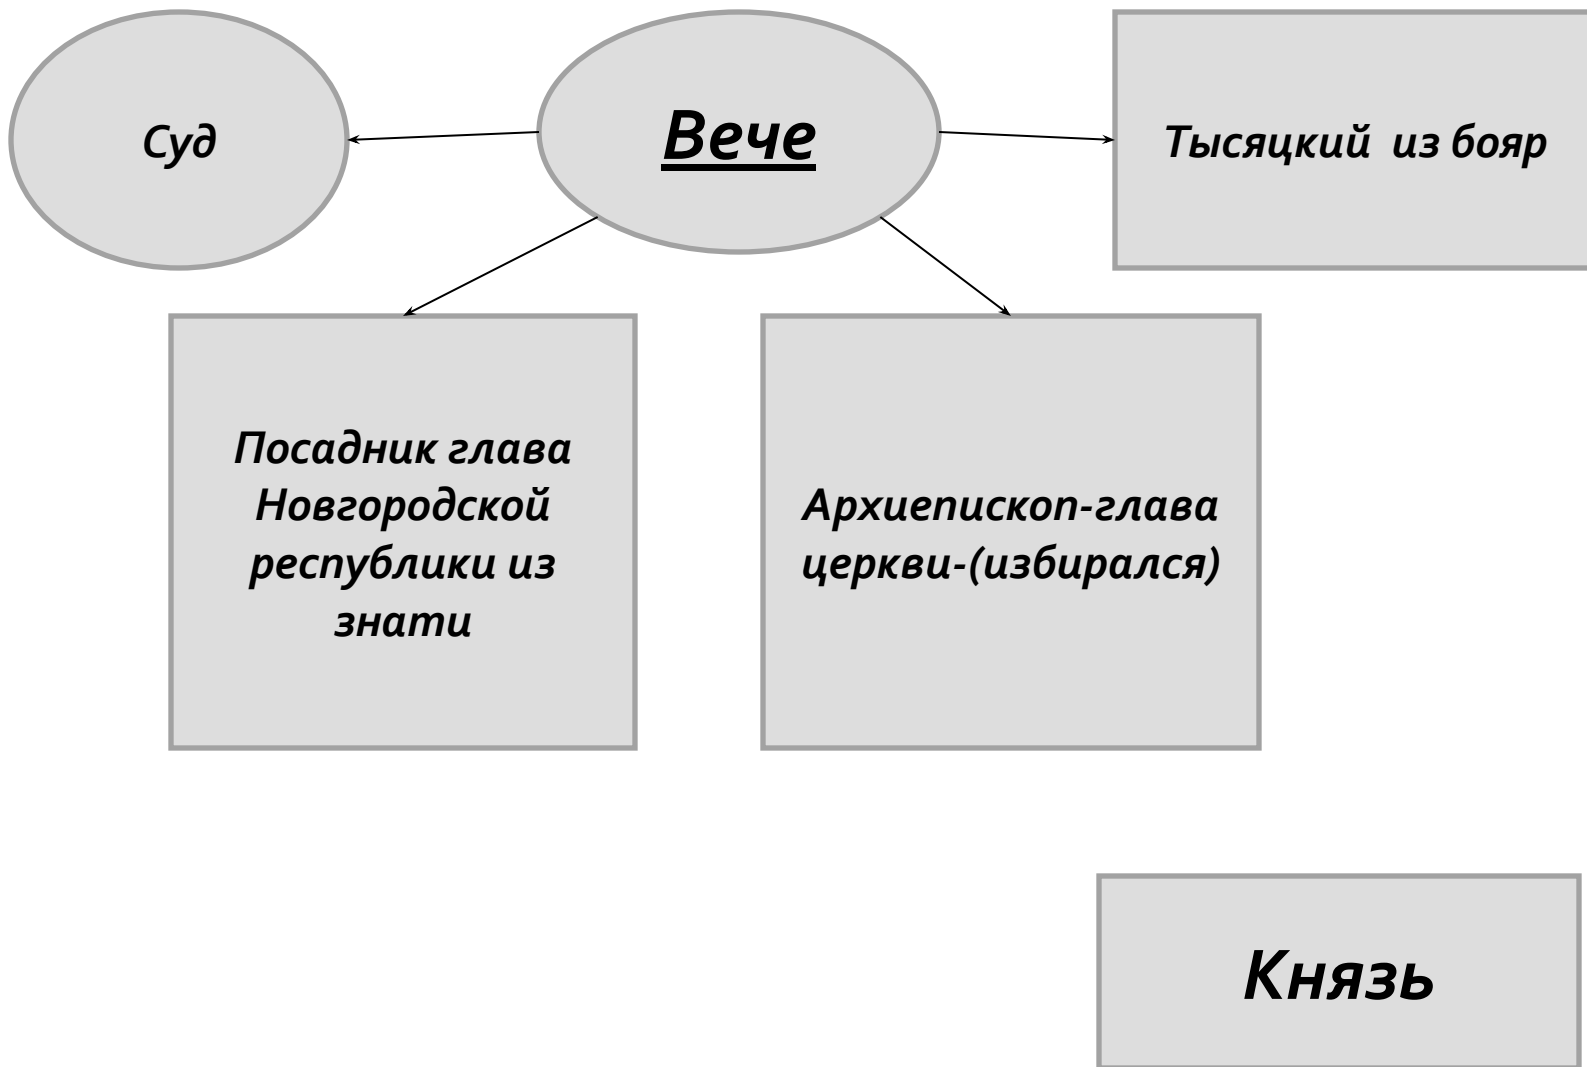 Суд
Вече
Тысяцкий  из бояр
Посадник глава
Новгородской
республики из
знати
Архиепископ-глава
церкви-(избирался)
Князь